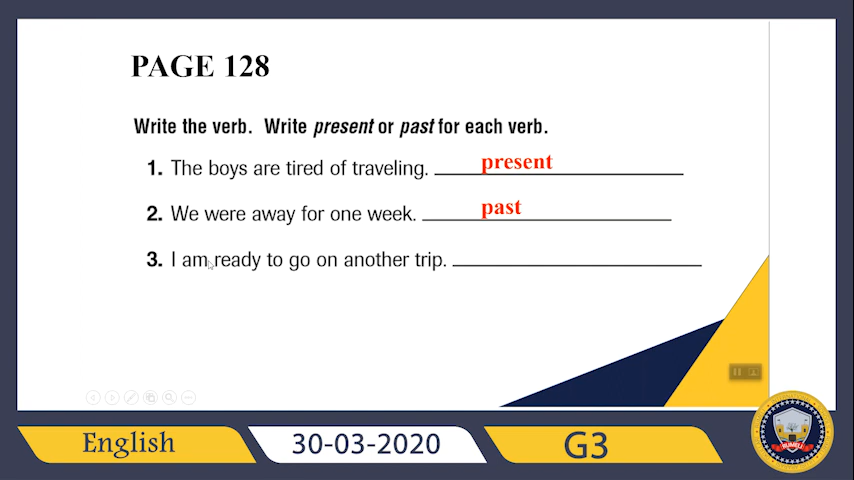 PAGE 128
Write the verb. Write present or past for each verb.
1. The boys are tired of traveling. present
2. We were away for one week. past
3. I am ready to go on another trip.
English
30-03-2020
G3